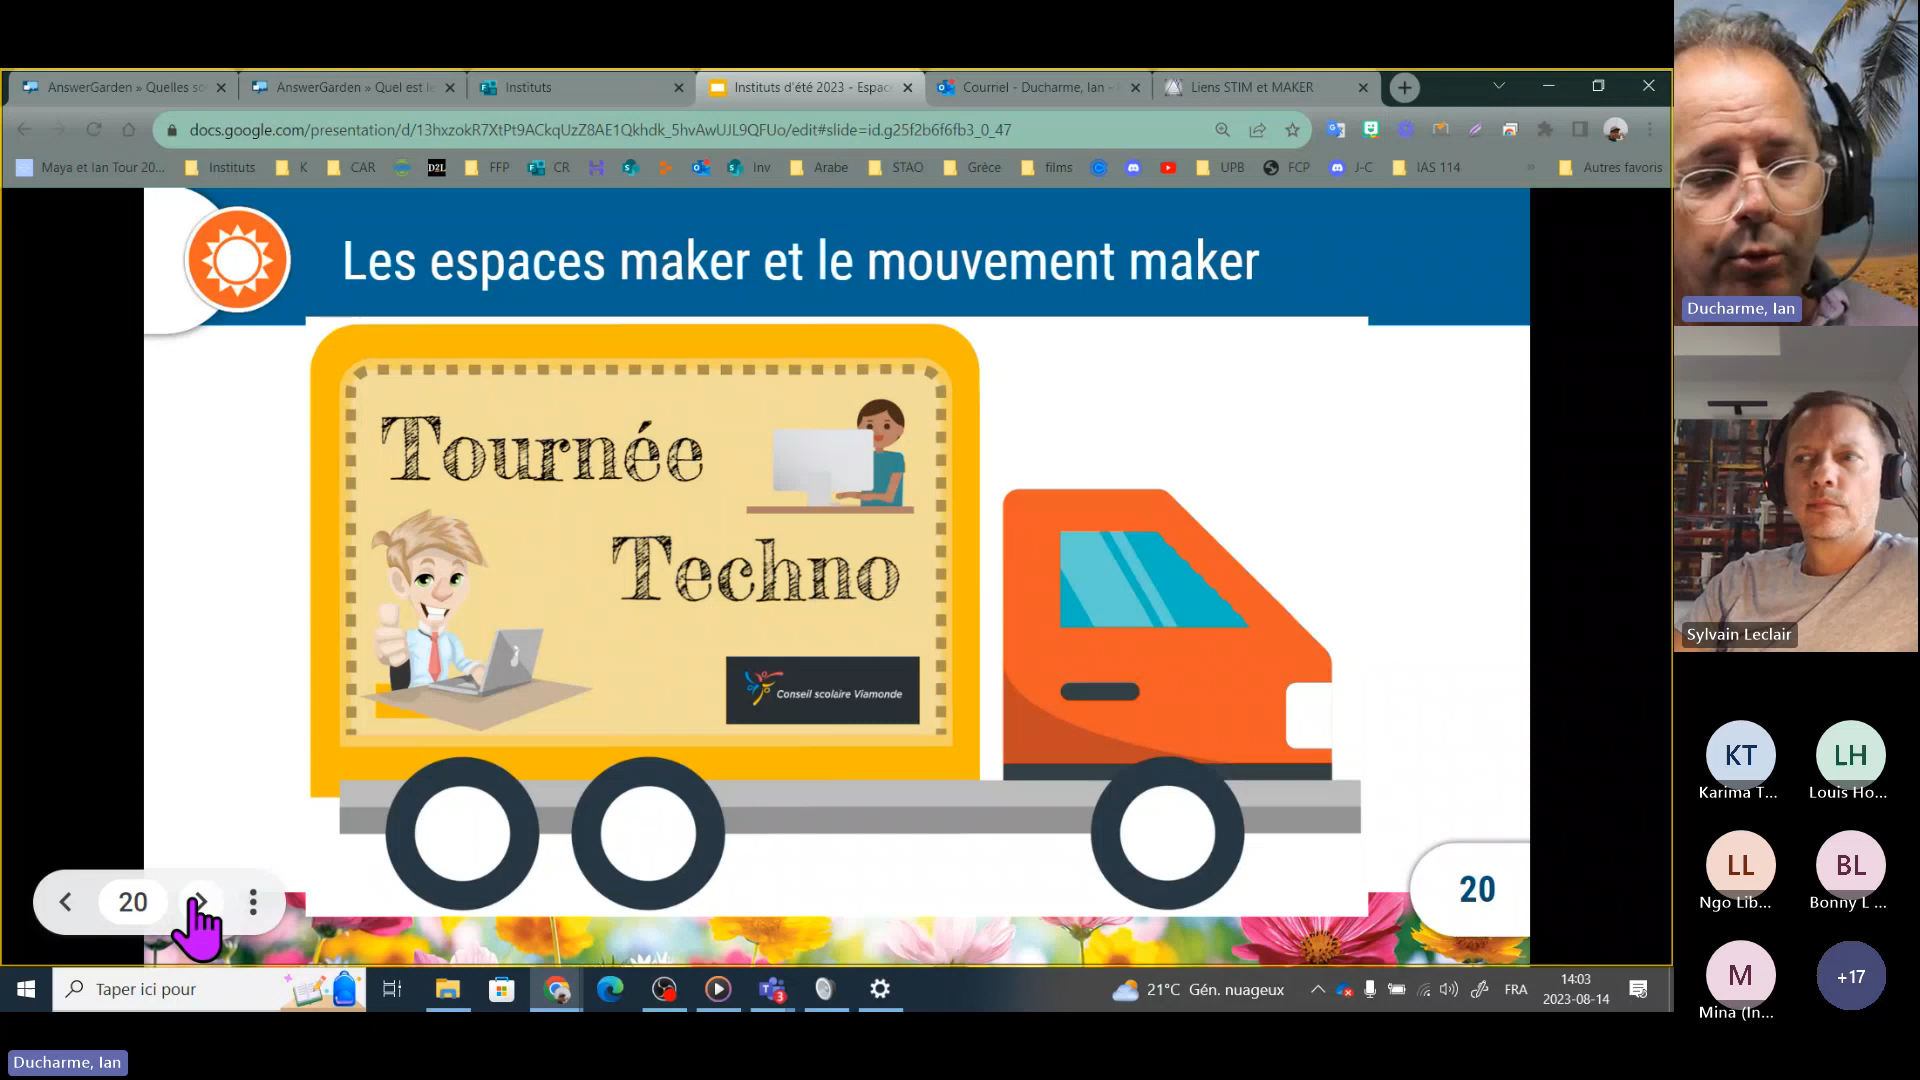 AnswerGarden » Quelles so
AnswerGarden » Quel est le
Instituts
Instituts d'été 2023 - Espac
Courriel - Ducharme, Ian -
Liens STIM et MAKER
docs.google.com/presentation/d/13hxzokR7XtPt9ACkqUzZ8AE1Qkhdk_5hvAwUJL9QFUo/edit#slide=id.g25f2b6f6fb3_0_47
Maya et Ian Tour 20...
Instituts
K
CAR
D2L
FFP
CR
Inv
Arabe
STAO
Grèce
films
UPB
FCP
J-C
IAS 114
»
Autres favoris
Les espaces maker et le mouvement maker
Tournée
Techno
Conseil scolaire Viamonde
20
20
Taper ici pour
3
21°C Gén. nuageux
FRA
14:03
2023-08-14
Ducharme, Ian
Ducharme, Ian
Sylvain Leclair
KT
Karima T...
LH
Louis Ho...
LL
Ngo Lib...
BL
Bonny L ...
M
Mina (In...
+17